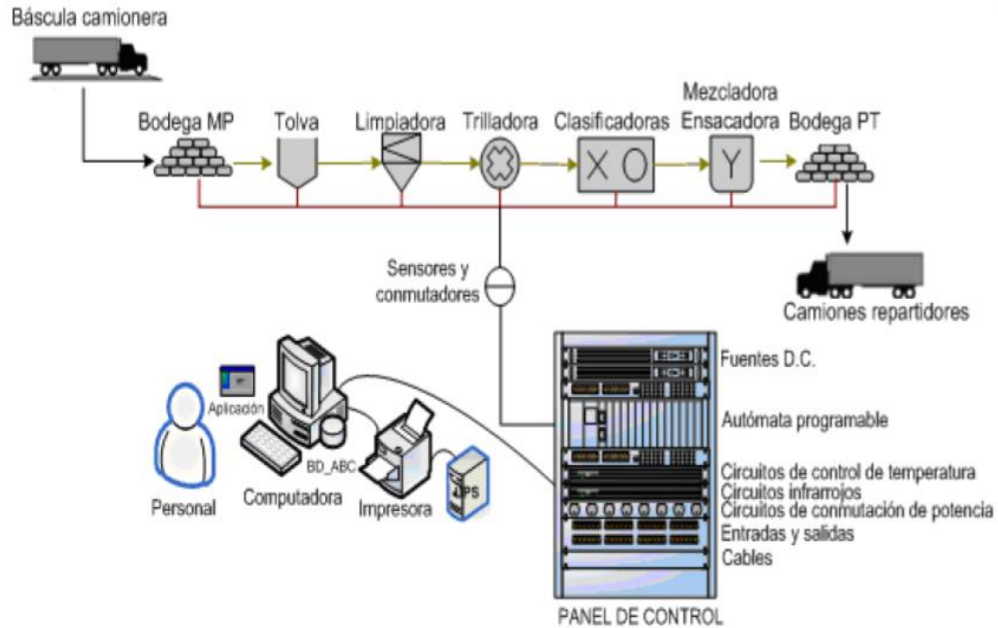 Báscula camionera
Bodega MP
Tolva
Limpiadora
Trilladora
Clasificadoras
Mezcladora
Ensacadora
Bodega PT
X O
Y
Sensores y
conmutadores
Camiones repartidores
Fuentes D.C.
Autómata programable
Circuitos de control de temperatura
Circuitos infrarrojos
Circuitos de conmutación de potencia
Entradas y salidas
Cables
PANEL DE CONTROL
Aplicación
BD_ABC
Personal
Computadora
Impresora